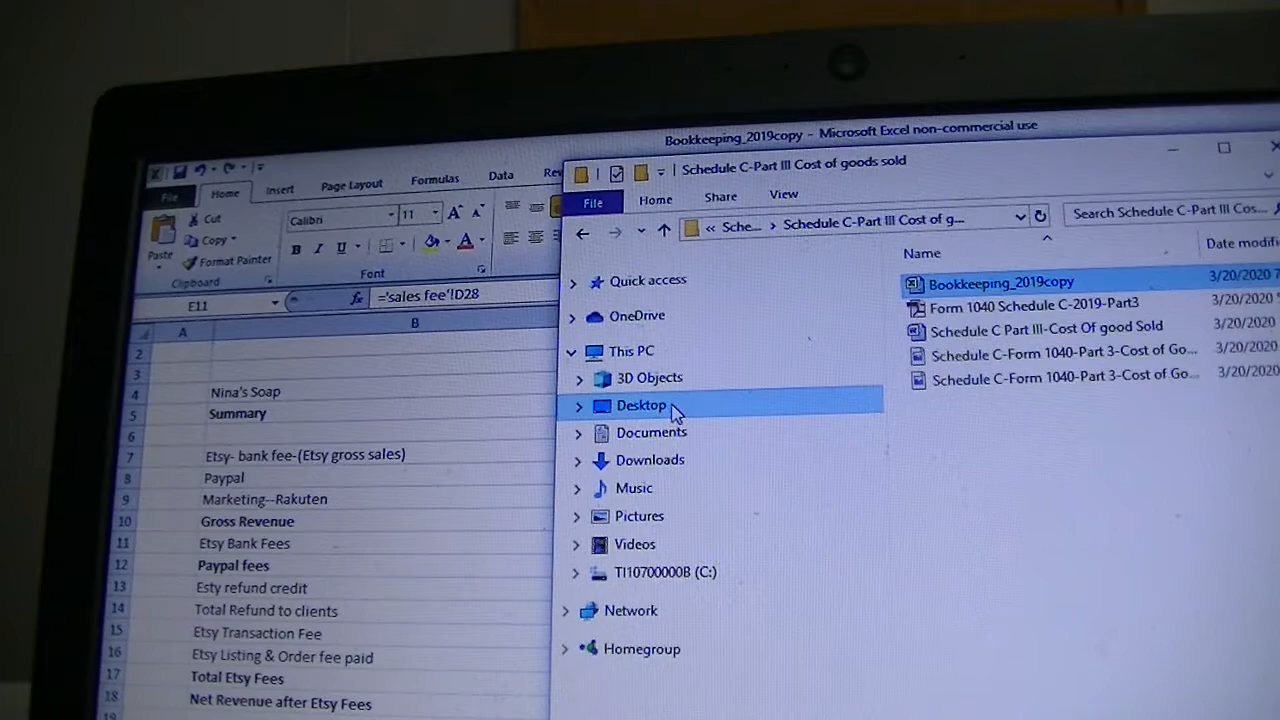 Bookkeeping_2019copy - Microsoft Excel non-commercial use
File
Home
Insert
Page Layout
Formulas
Data
Cut
Copy
Format Painter
Paste
Clipboard
Calibri
11
A
A
B I U
A
Font
E11
fx
='sales fee'!D28
A
B
2
3
4 Nina's Soap
5 Summary
6
7 Etsy- bank fee-(Etsy gross sales)
8 Paypal
9 Marketing--Rakuten
10 Gross Revenue
11 Etsy Bank Fees
12 Paypal fees
13 Esty refund credit
14 Total Refund to clients
15 Etsy Transaction Fee
16 Etsy Listing & Order fee paid
17 Total Etsy Fees
18 Net Revenue after Etsy Fees
Schedule C-Part III Cost of goods sold
File
Home
Share
View
« Sche... > Schedule C-Part III Cost of g...
Search Schedule C-Part III Cos...
Quick access
OneDrive
This PC
3D Objects
Desktop
Documents
Downloads
Music
Pictures
Videos
TI10700000B (C:)
Network
Homegroup
Name
Date modifi
Bookkeeping_2019copy 3/20/2020 7
Form 1040 Schedule C-2019-Part3 3/20/2020
Schedule C Part III-Cost Of good Sold 3/20/2020
Schedule C-Form 1040-Part 3-Cost of Go... 3/20/2020
Schedule C-Form 1040-Part 3-Cost of Go... 3/20/2020